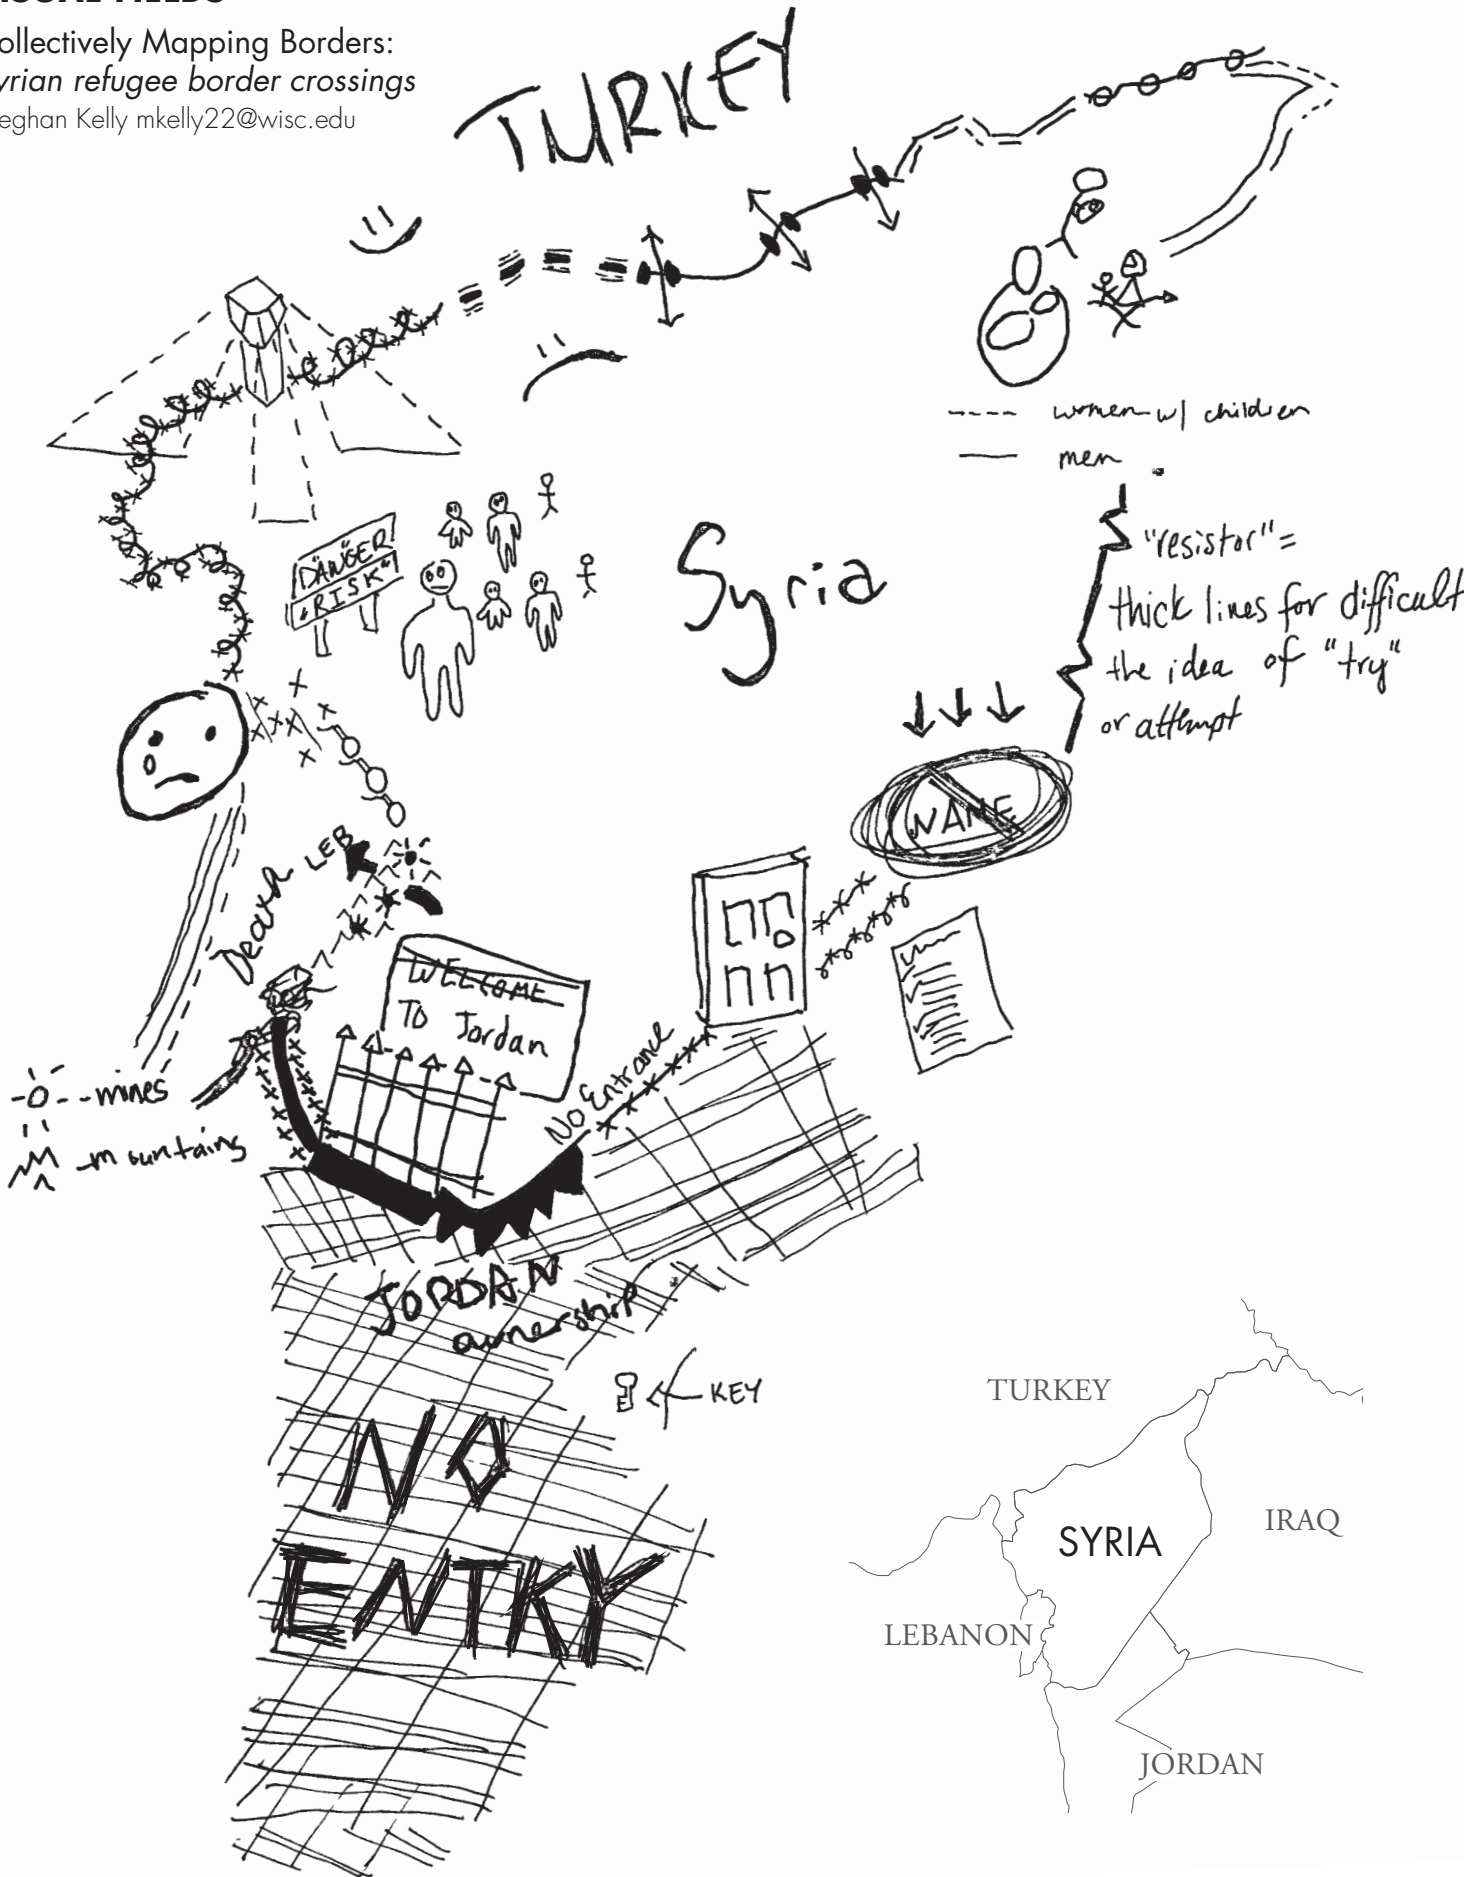 ollectively Mapping Borders:
yrian refugee border crossings
eghan Kelly mkelly22@wisc.edu
TURKEY
---- women w/ children
— men
DANGER
"RISK"
Syria
"resistor"=
thick lines for difficult
the idea of "try"
or attempt
NAME
LEB
Death
WELCOME
TO Jordan
No Entrance
--mines
-mountains
JORDAN
ownership
KEY
NO
ENTRY
TURKEY
SYRIA
IRAQ
LEBANON
JORDAN